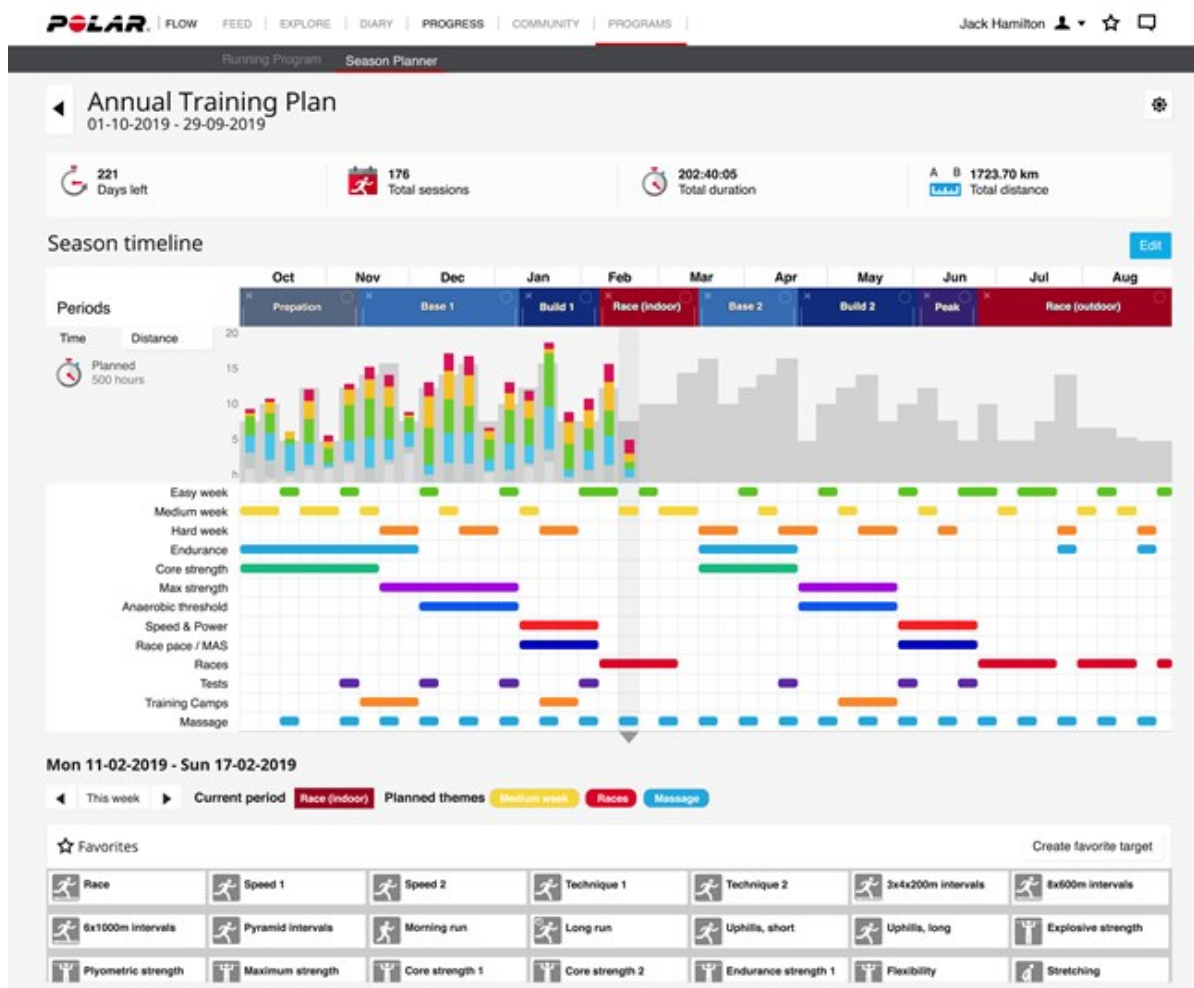 POLAR. FLOW FEED EXPLORE DIARY PROGRESS COMMUNITY PROGRAMS Jack Hamilton
Running Program Season Planner
Annual Training Plan
01-10-2019 - 29-09-2019
221 176 202:40:05 A B 1723.70 km
Days left Total sessions Total duration Total distance
Season timeline Edit
Oct Nov Dec Jan Feb Mar Apr May Jun Jul Aug
Periods Prepation Base 1 Build 1 Race (indoor) Base 2 Build 2 Peak Race (outdoor)
Time Distance 20
Planned 15
500 hours
10
5
h
Easy week
Medium week
Hard week
Endurance
Core strength
Max strength
Anaerobic threshold
Speed & Power
Race pace / MAS
Races
Tests
Training Camps
Massage
Mon 11-02-2019 - Sun 17-02-2019
This week Current period Race (indoor) Planned themes Medium week Races Massage
Favorites Create favorite target
Race Speed 1 Speed 2 Technique 1 Technique 2 3x4x200m intervals 8x600m intervals
6x1000m intervals Pyramid intervals Morning run Long run Uphills, short Uphills, long Explosive strength
Plyometric strength Maximum strength Core strength 1 Core strength 2 Endurance strength 1 Flexibility Stretching